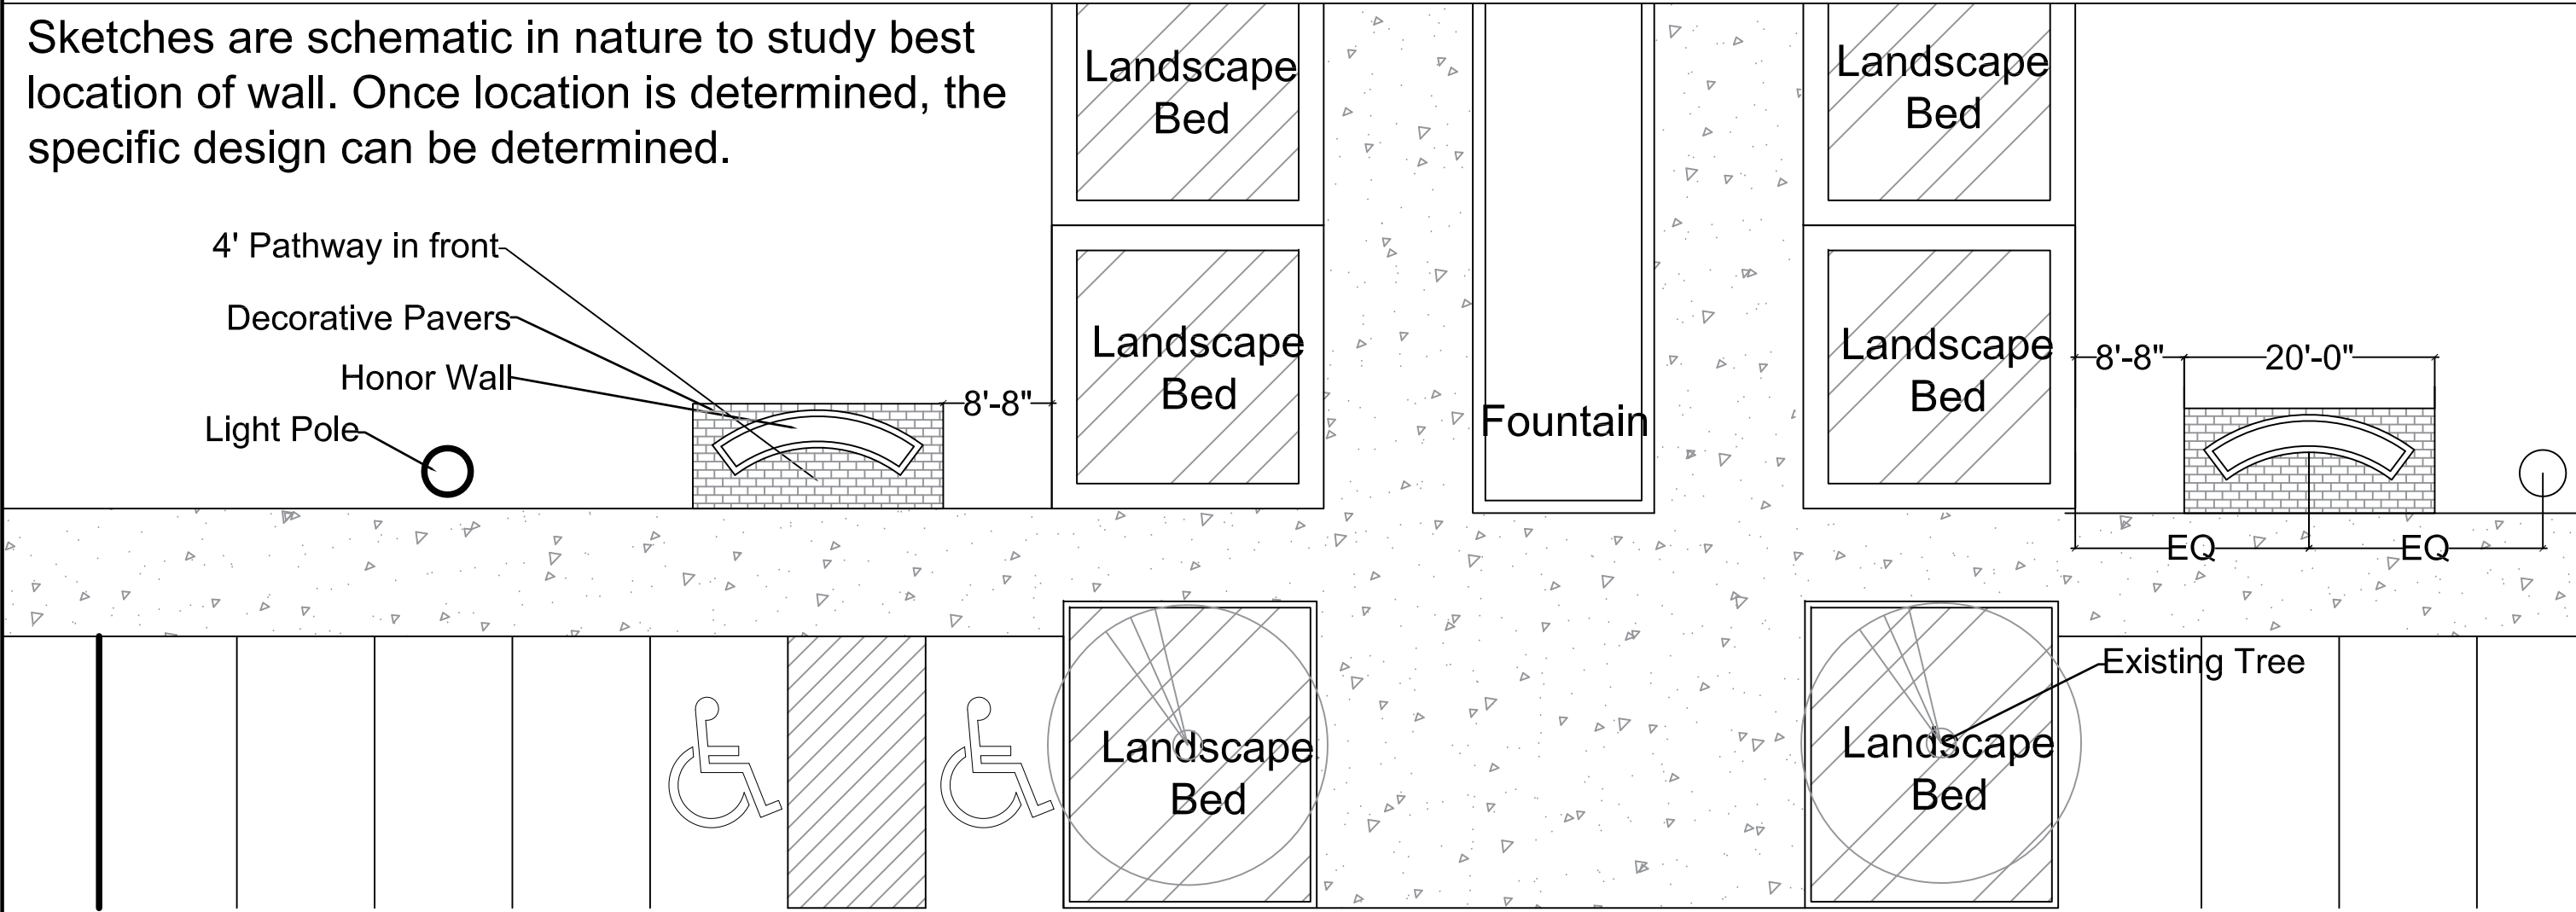 Sketches are schematic in nature to study best
location of wall. Once location is determined, the
specific design can be determined.
Landscape
Bed
Landscape
Bed
4' Pathway in front
Decorative Pavers
Honor Wall
Light Pole
8'-8"
Landscape
Bed
Fountain
Landscape
Bed
8'-8"
20'-0"
EQ
EQ
Existing Tree
Landscape
Bed
Landscape
Bed